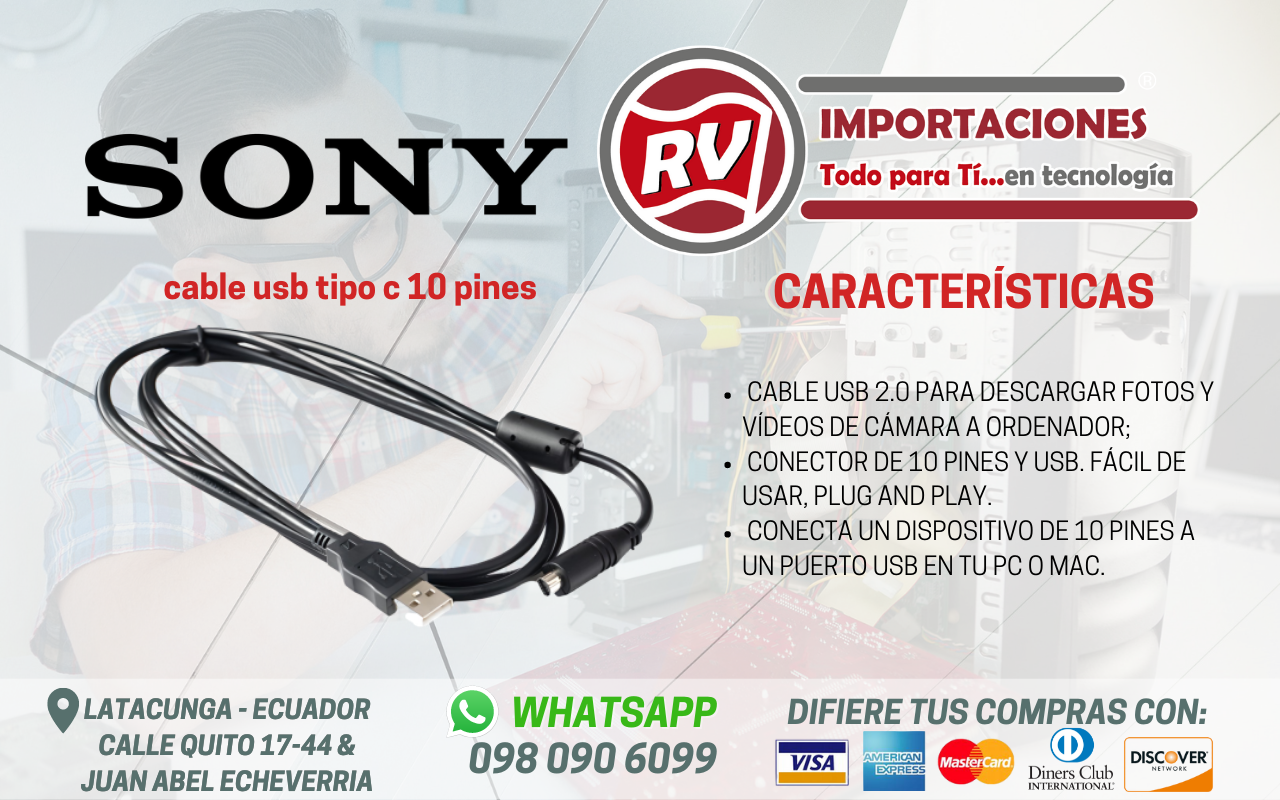 SONY
RV
IMPORTACIONES
®
Todo para Tí...en tecnología
cable usb tipo c 10 pines
CARACTERÍSTICAS
• CABLE USB 2.0 PARA DESCARGAR FOTOS Y
VÍDEOS DE CÁMARA A ORDENADOR;
• CONECTOR DE 10 PINES Y USB. FÁCIL DE
USAR, PLUG AND PLAY.
• CONECTA UN DISPOSITIVO DE 10 PINES A
UN PUERTO USB EN TU PC O MAC.
LATACUNGA - ECUADOR
CALLE QUITO 17-44 &
JUAN ABEL ECHEVERRIA
WHATSAPP
098 090 6099
DIFIERE TUS COMPRAS CON:
VISA
AMERICAN
EXPRESS
MasterCard
Diners Club
INTERNATIONAL®
DISCOVER®
NETWORK